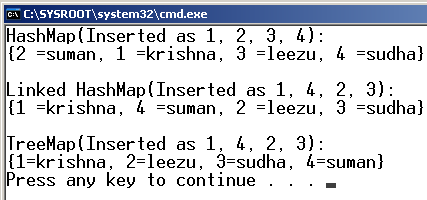 C:\SYSROOT\system32\cmd.exe
HashMap(Inserted as 1, 2, 3, 4):
{2 =suman, 1 =krishna, 3 =leezu, 4 =sudha}
Linked HashMap(Inserted as 1, 4, 2, 3):
{1 =krishna, 4 =suman, 2 =leezu, 3 =sudha}
TreeMap(Inserted as 1, 4, 2, 3):
{1=krishna, 2=leezu, 3=sudha, 4=suman}
Press any key to continue . . .